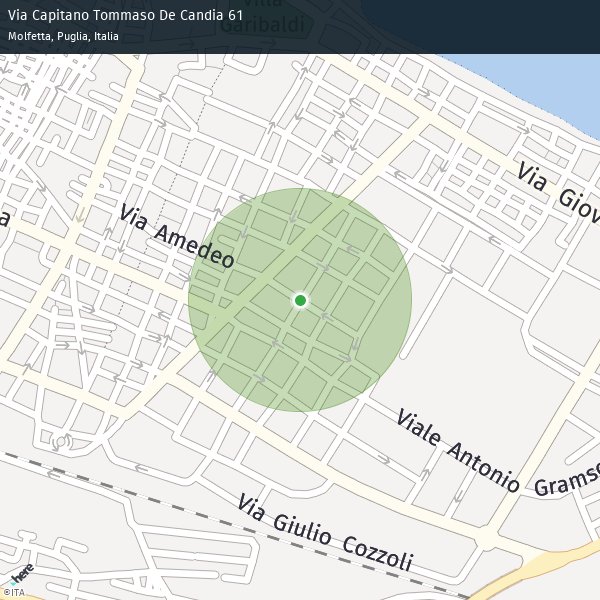 Via Capitano Tommaso De Candia 61
Molfetta, Puglia, Italia
Villa
Garibaldi
Via Giov
a
Via Amedeo
Viale Antonio Gramsc
Via Giulio Cozzoli
here
©ITA